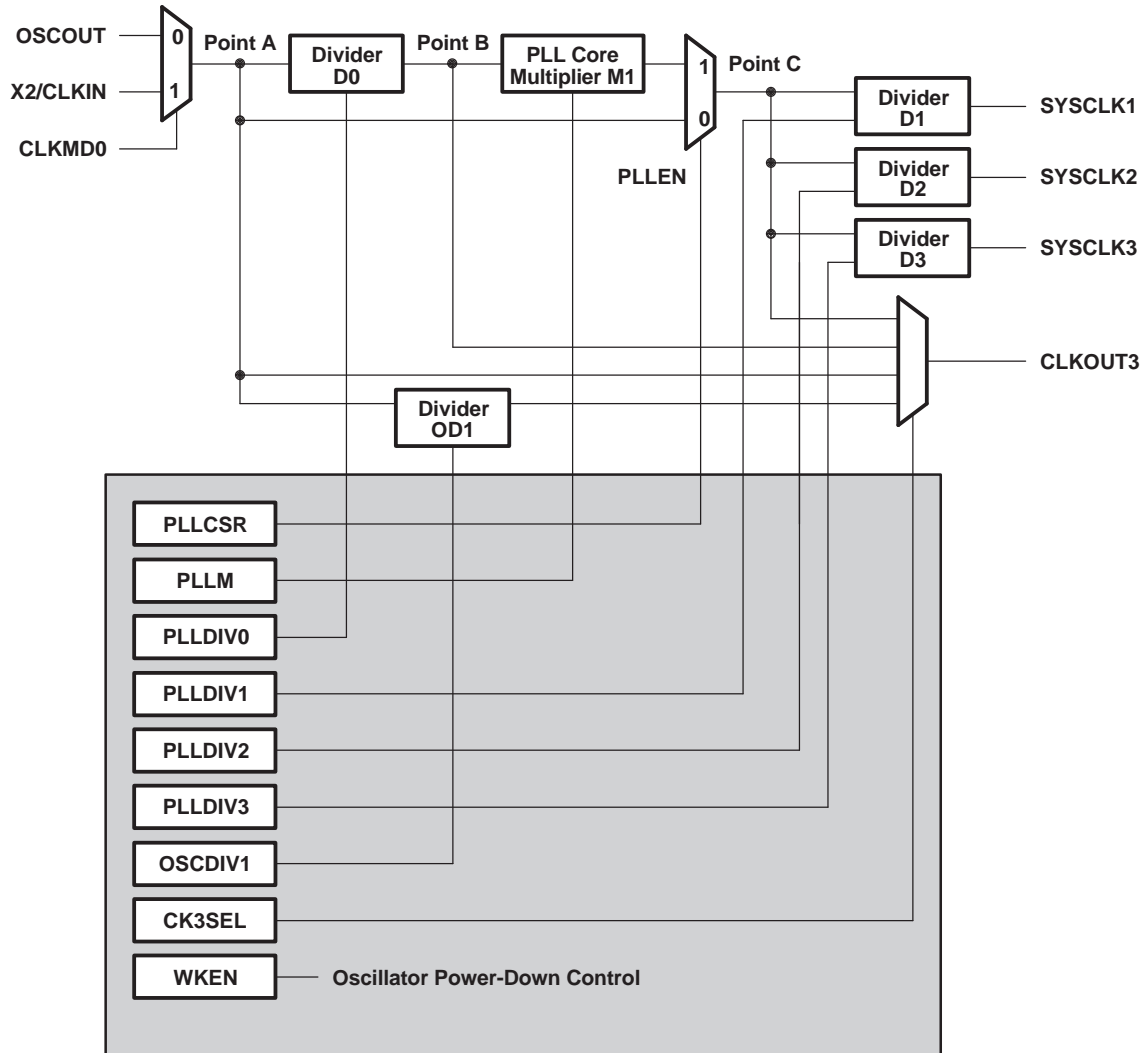 OSCOUT
0
Point A
Divider
D0
Point B
PLL Core
Multiplier M1
1
Point C
X2/CLKIN
1
Divider
D1
SYSCLK1
0
CLKMD0
PLLEN
Divider
D2
SYSCLK2
Divider
D3
SYSCLK3
CLKOUT3
Divider
OD1
PLLCSR
PLLM
PLLDIV0
PLLDIV1
PLLDIV2
PLLDIV3
OSCDIV1
CK3SEL
WKEN
Oscillator Power-Down Control